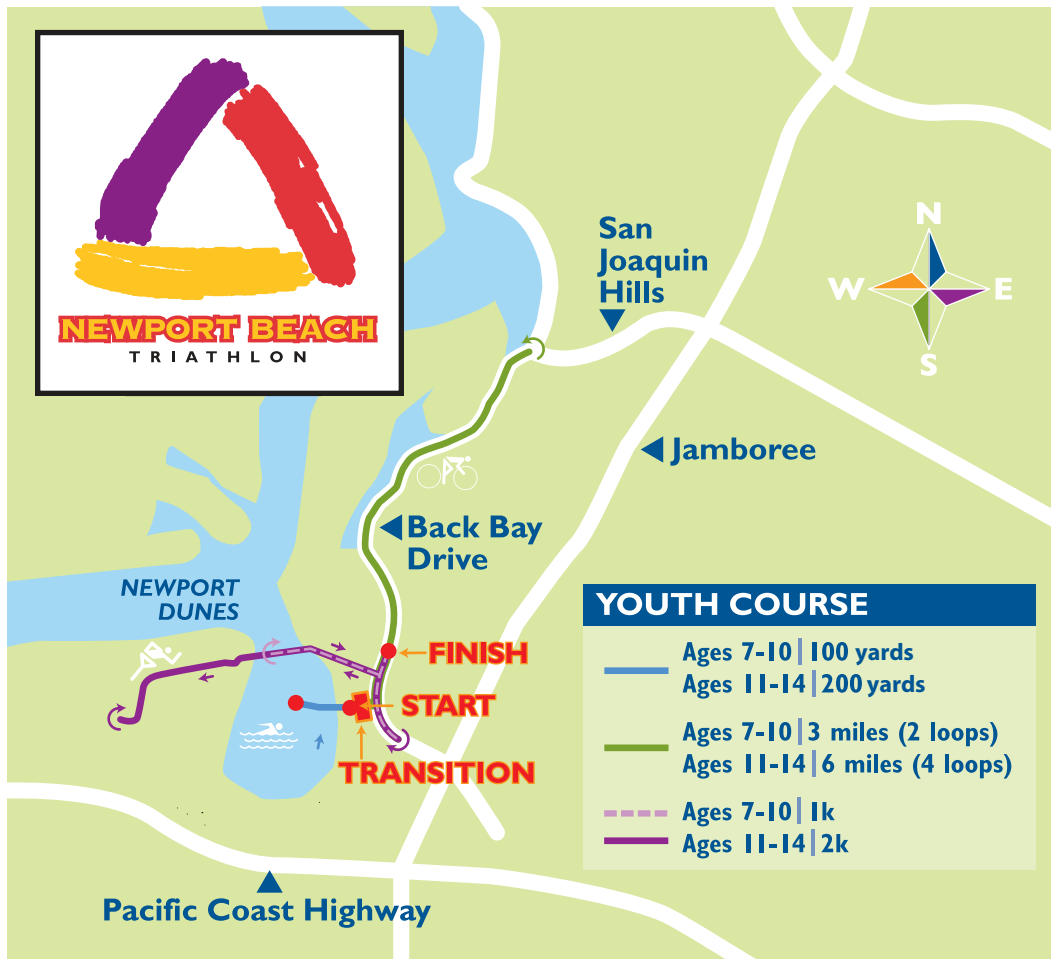 NEWPORT BEACH
TRIATHLON
San
Joaquin
Hills
N
W
E
S
Jamboree
Back Bay
Drive
NEWPORT
DUNES
FINISH
START
TRANSITION
Pacific Coast Highway
YOUTH COURSE
Ages 7-10 | 100 yards
Ages 11-14 | 200 yards
Ages 7-10 | 3 miles (2 loops)
Ages 11-14 | 6 miles (4 loops)
Ages 7-10 | 1k
Ages 11-14 | 2k